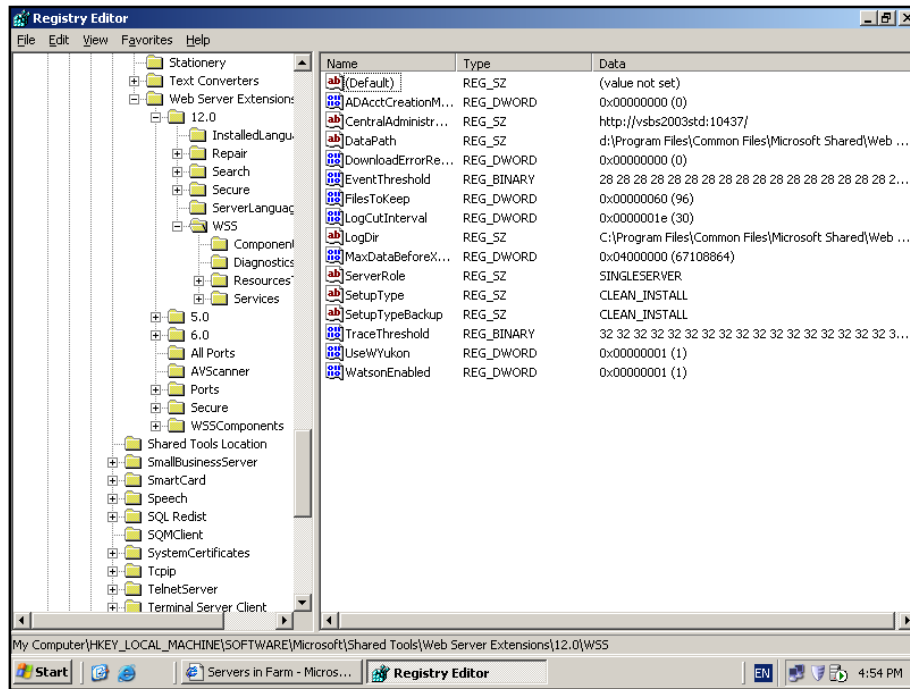 Registry Editor
File Edit View Favorites Help
Stationery
Text Converters
Web Server Extensions
12.0
InstalledLangu
Repair
Search
Secure
ServerLanguag
WSS
Component
Diagnostics
Resources
Services
5.0
6.0
All Ports
AVScanner
Ports
Secure
WSSComponents
Shared Tools Location
SmallBusinessServer
SmartCard
Speech
SQL Redist
SQMClient
SystemCertificates
Tcpip
TelnetServer
Terminal Server Client
Name Type Data
(Default) REG_SZ (value not set)
ADAcctCreationM... REG_DWORD 0x00000000 (0)
CentralAdministr... REG_SZ http://vsbs2003std:10437/
DataPath REG_SZ d:\Program Files\Common Files\Microsoft Shared\Web ...
DownloadErrorRe... REG_DWORD 0x00000000 (0)
EventThreshold REG_BINARY 28 28 28 28 28 28 28 28 28 28 28 28 28 28 28 28 2...
FilesToKeep REG_DWORD 0x00000060 (96)
LogCutInterval REG_DWORD 0x0000001e (30)
LogDir REG_SZ C:\Program Files\Common Files\Microsoft Shared\Web ...
MaxDataBeforeX... REG_DWORD 0x04000000 (67108864)
ServerRole REG_SZ SINGLESERVER
SetupType REG_SZ CLEAN_INSTALL
SetupTypeBackup REG_SZ CLEAN_INSTALL
TraceThreshold REG_BINARY 32 32 32 32 32 32 32 32 32 32 32 32 32 32 32 32 3...
UseWYukon REG_DWORD 0x00000001 (1)
WatsonEnabled REG_DWORD 0x00000001 (1)
My Computer\HKEY_LOCAL_MACHINE\SOFTWARE\Microsoft\Shared Tools\Web Server Extensions\12.0\WSS
Start Servers in Farm - Micros... Registry Editor EN 4:54 PM